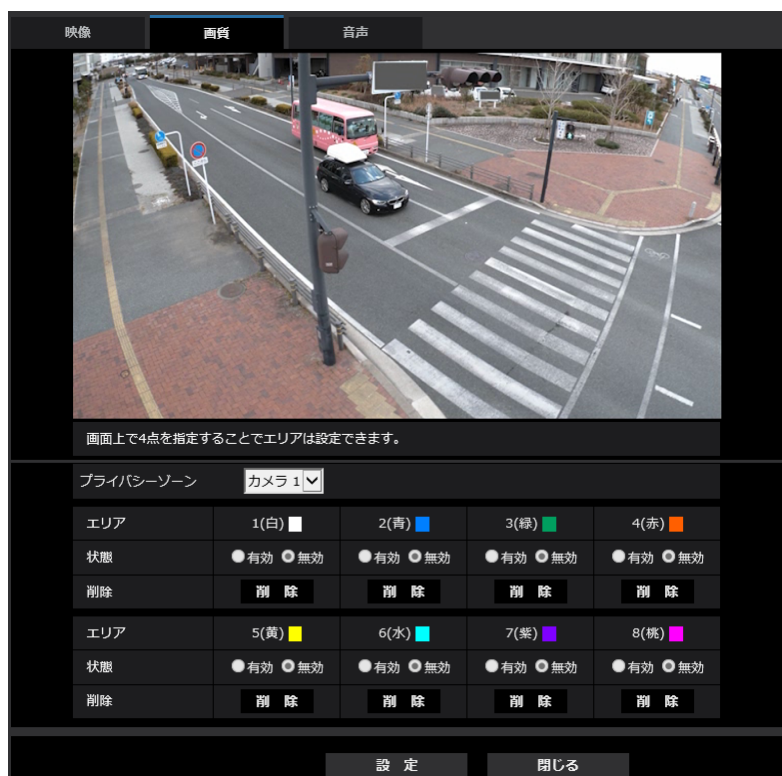 映像 画質 音声
画面上で4点を指定することでエリアは設定できます。
プライバシーゾーン カメラ 1
エリア 1(白) 2(青) 3(緑) 4(赤)
状態 有効 無効 有効 無効 有効 無効 有効 無効
削除 削 除 削 除 削 除 削 除
エリア 5(黄) 6(水) 7(紫) 8(桃)
状態 有効 無効 有効 無効 有効 無効 有効 無効
削除 削 除 削 除 削 除 削 除
設 定 閉じる